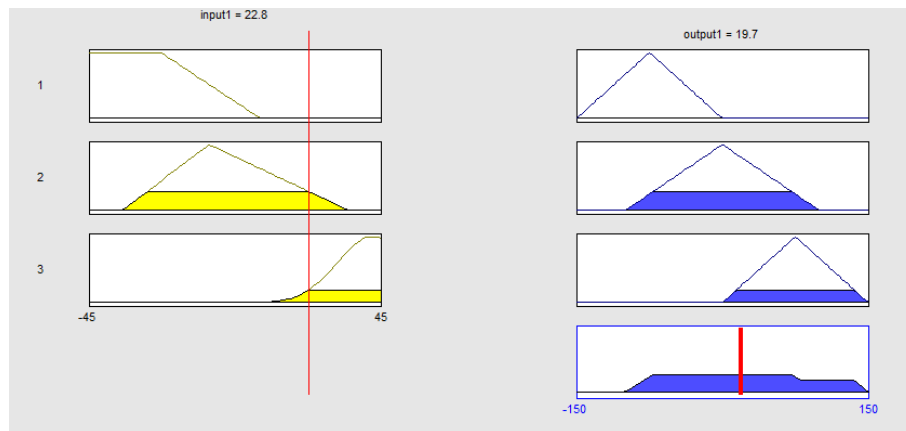 input1 = 22.8
output1 = 19.7
1
2
3
-45 45
-150 150